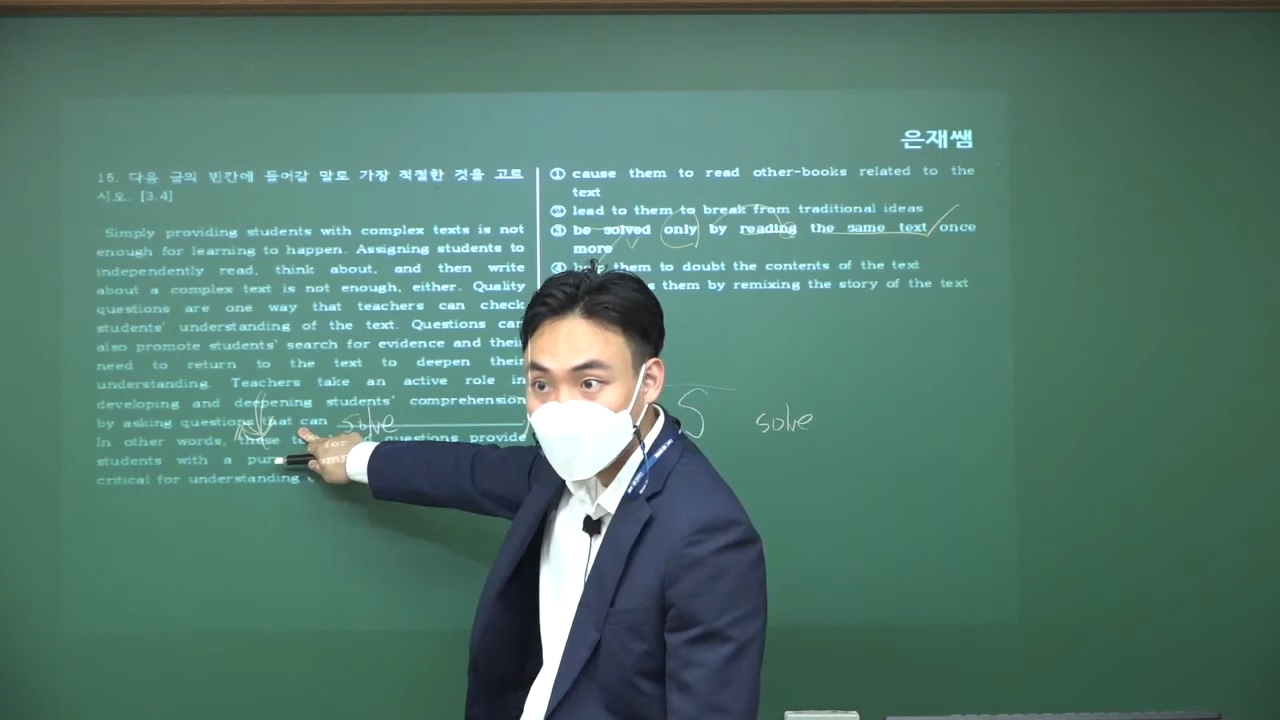 은재쌤
15. 다음 글의 빈칸에 들어갈 말로 가장 적절한 것을 고르
시오. [3.4]
Simply providing students with complex texts is not
enough for learning to happen. Assigning students to
independently read, think about, and then write
about a complex text is not enough, either. Quality
questions are one way that teachers can check
students' understanding of the text. Questions can
also promote students' search for evidence and their
need to return to the text to deepen their
understanding. Teachers take an active role in
developing and deepening students' comprehension
by asking questions that can solve
In other words, these for questions provide
students with a
critical for understanding
① cause them to read other-books related to the
text
② lead to them to break from traditional ideas
③ be solved only by reading the same text once
more
④ them to doubt the contents of the text
them by remixing the story of the text
S solve